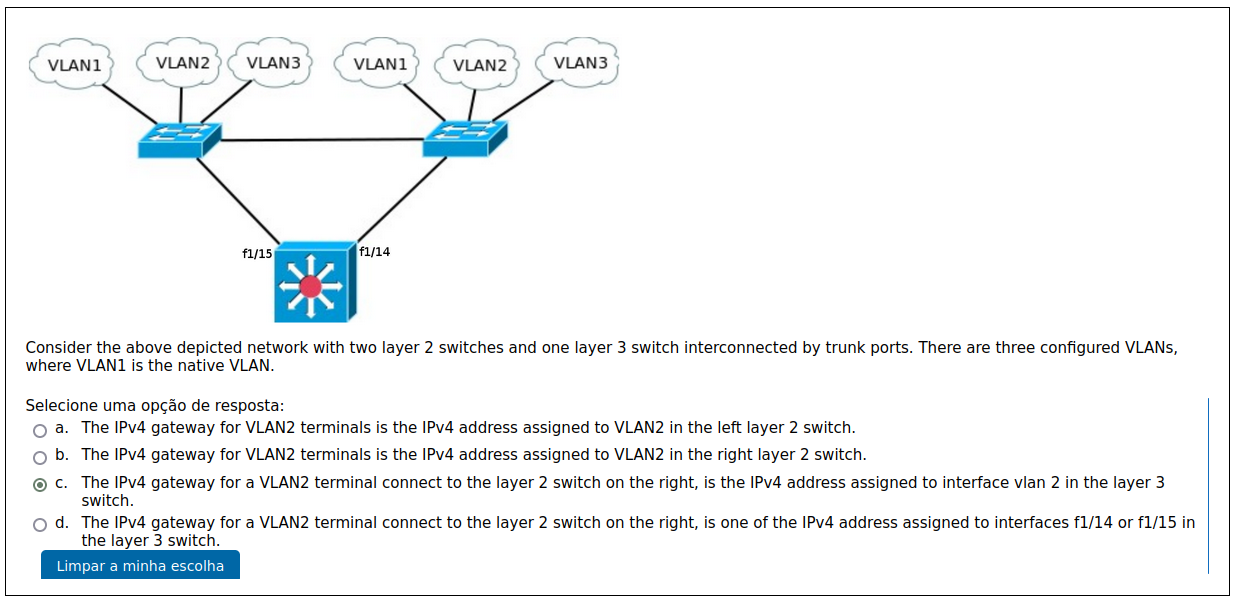 VLAN1 VLAN2 VLAN3 VLAN1 VLAN2 VLAN3
f1/15 f1/14
Consider the above depicted network with two layer 2 switches and one layer 3 switch interconnected by trunk ports. There are three configured VLANs,
where VLAN1 is the native VLAN.
Selecione uma opção de resposta:
a. The IPv4 gateway for VLAN2 terminals is the IPv4 address assigned to VLAN2 in the left layer 2 switch.
b. The IPv4 gateway for VLAN2 terminals is the IPv4 address assigned to VLAN2 in the right layer 2 switch.
c. The IPv4 gateway for a VLAN2 terminal connect to the layer 2 switch on the right, is the IPv4 address assigned to interface vlan 2 in the layer 3
switch.
d. The IPv4 gateway for a VLAN2 terminal connect to the layer 2 switch on the right, is one of the IPv4 address assigned to interfaces f1/14 or f1/15 in
the layer 3 switch.
Limpar a minha escolha